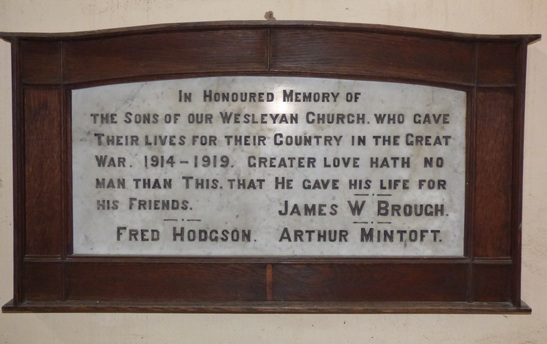 In Honoured Memory of
the Sons of our Wesleyan Church. who gave
Their lives for their Country in the Great
War. 1914-1919. Greater love hath no
man than This. that He gave his life for
his Friends. James W Brough.
Fred Hodgson. Arthur Mintoft.